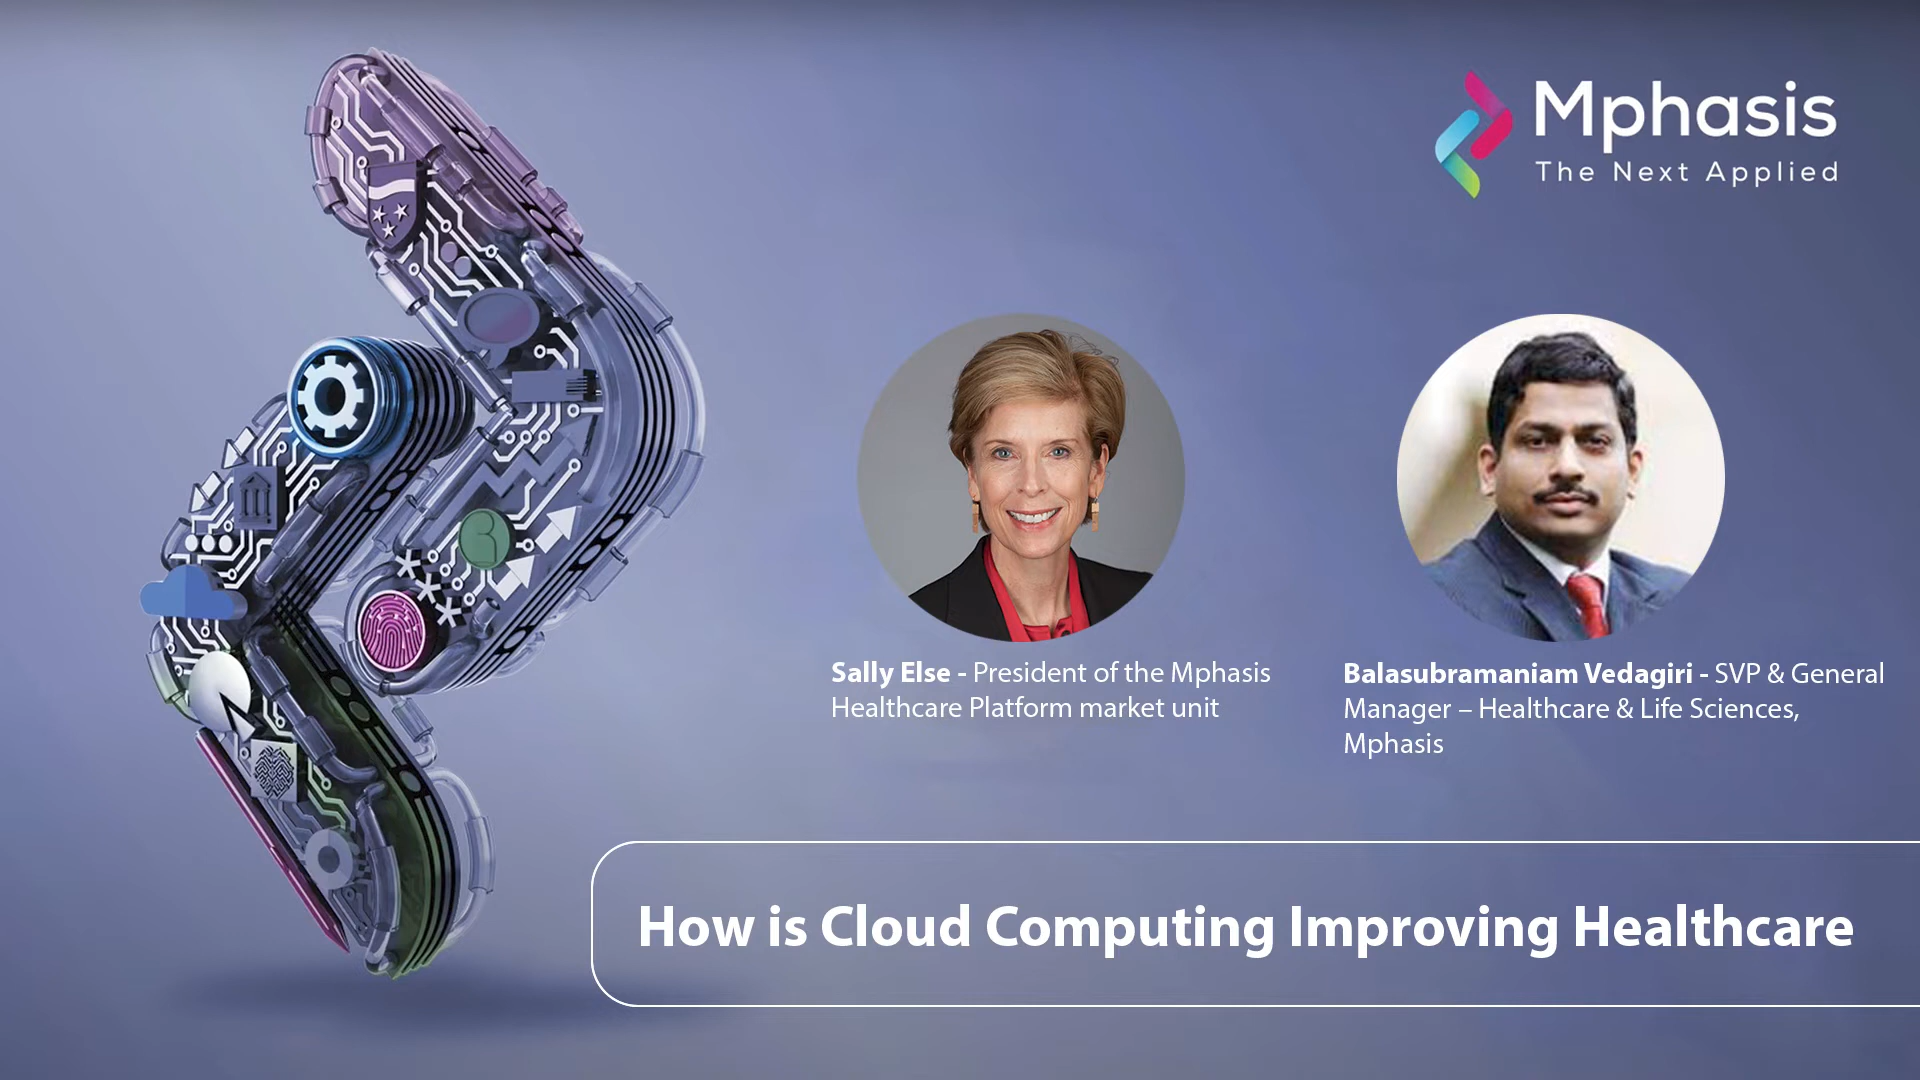 Mphasis
The Next Applied
Sally Else - President of the Mphasis
Healthcare Platform market unit
Balasubramaniam Vedagiri - SVP & General
Manager – Healthcare & Life Sciences,
Mphasis
How is Cloud Computing Improving Healthcare